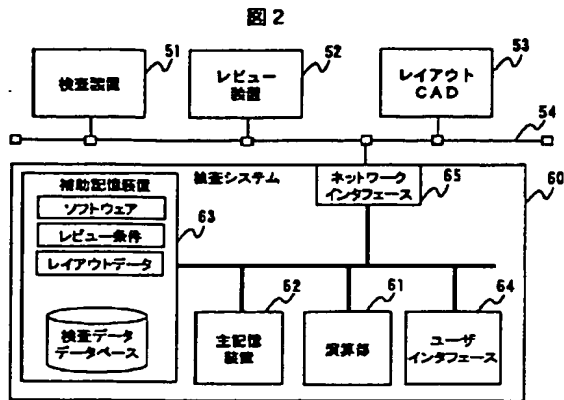 図2
51
52
53
検査装置
レビュー
装置
レイアウト
CAD
54
補助記憶装置
検査システム
ネットワーク
インタフェース
60
65
ソフトウェア
63
レビュー条件
レイアウトデータ
62
61
64
検査データ
データベース
主記憶
装置
演算部
ユーザ
インタフェース